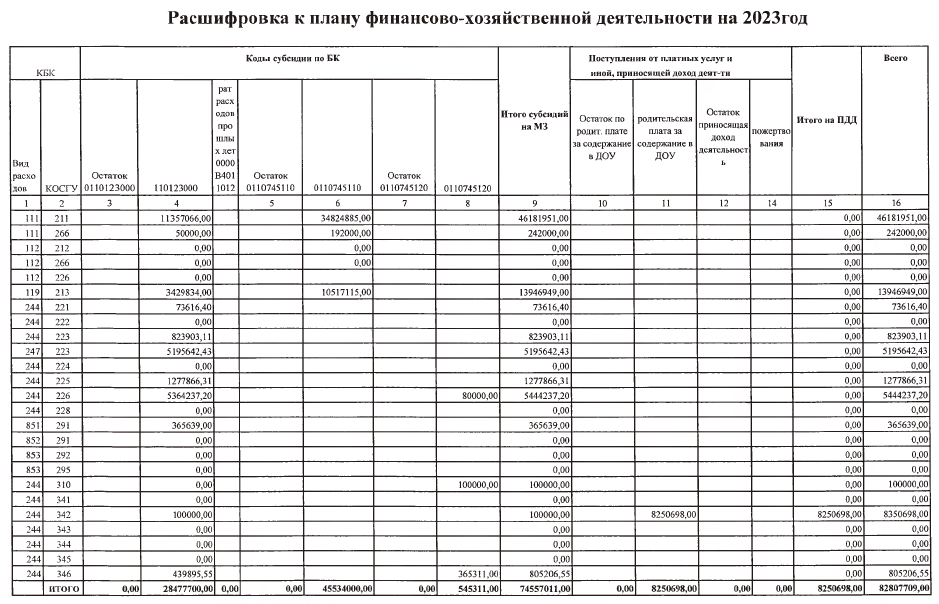 Расшифровка к плану финансово-хозяйственной деятельности на 2023год
КБК Коды субсидии по БК Итого субсидий на МЗ Поступления от платных услуг и иной, приносящей доход деят-ти Итого на ПДД Всего
Вид расходов КОСГУ Остаток 0110123000 110123000 рат расходов прошлых лет 0000В4011012 Остаток 0110745110 0110745110 Остаток 0110745120 0110745120 Остаток по родит. плате за содержание в ДОУ родительская плата за содержание в ДОУ Остаток приносящая доход деятельность пожертвования
1 2 3 4 5 6 7 8 9 10 11 12 14 15 16
111 211 11357066,00 34824885,00 46181951,00 0,00 46181951,00
111 266 50000,00 192000,00 242000,00 0,00 242000,00
112 212 0,00 0,00 0,00 0,00 0,00
112 266 0,00 0,00 0,00 0,00 0,00
112 226 0,00 0,00 0,00 0,00
119 213 3429834,00 10517115,00 13946949,00 0,00 13946949,00
244 221 73616,40 73616,40 0,00 73616,40
244 222 0,00 0,00 0,00 0,00
244 223 823903,11 823903,11 0,00 823903,11
247 223 5195642,43 5195642,43 0,00 5195642,43
244 224 0,00 0,00 0,00 0,00
244 225 1277866,31 1277866,31 0,00 1277866,31
244 226 5364237,20 80000,00 5444237,20 0,00 5444237,20
244 228 0,00 0,00 0,00 0,00
851 291 365639,00 365639,00 0,00 365639,00
852 291 0,00 0,00 0,00 0,00
853 292 0,00 0,00 0,00 0,00
853 295 0,00 0,00 0,00 0,00
244 310 0,00 100000,00 100000,00 0,00 100000,00
244 341 0,00 0,00 0,00 0,00
244 342 100000,00 100000,00 8250698,00 8250698,00 8350698,00
244 343 0,00 0,00 0,00 0,00
244 344 0,00 0,00 0,00 0,00
244 345 0,00 0,00 0,00 0,00
244 346 439895,55 365311,00 805206,55 0,00 805206,55
ИТОГО 0,00 28477700,00 0,00 0,00 45534000,00 0,00 545311,00 74557011,00 0,00 8250698,00 0,00 0,00 8250698,00 82807709,00